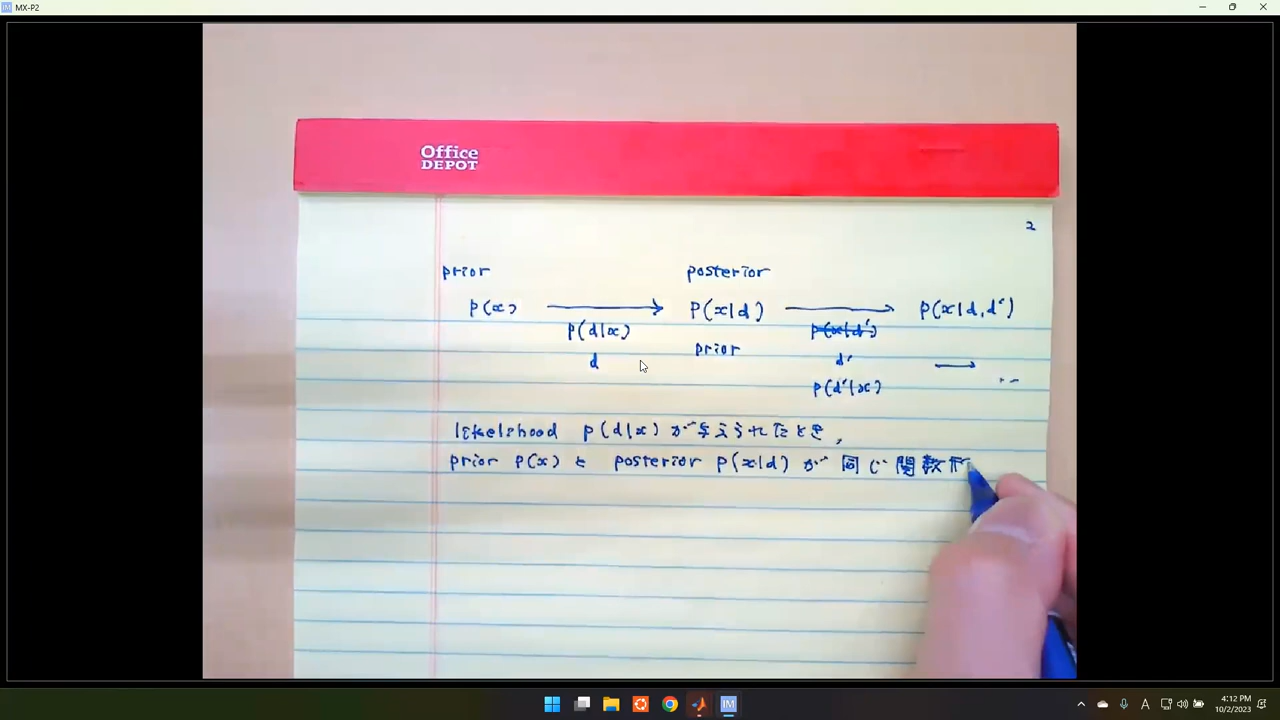 MX-P2
Office
DEPOT
2
prior posterior
p(x) ⟶ p(x|d) ⟶ p(x|d,d')
p(d|x) p(x|d')
prior
d d' ⟶ ...
p(d'|x)
likelihood p(d|x) が与えられたとき,
prior p(x) と posterior p(x|d) が 同じ 関数形
4:12 PM
10/2/2023